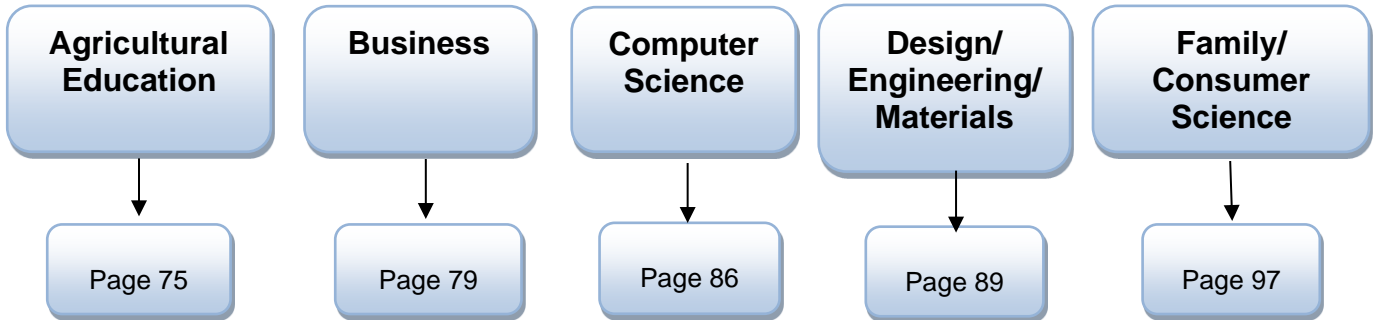 Agricultural
Education
Business
Computer
Science
Design/
Engineering/
Materials
Family/
Consumer
Science
Page 75
Page 79
Page 86
Page 89
Page 97